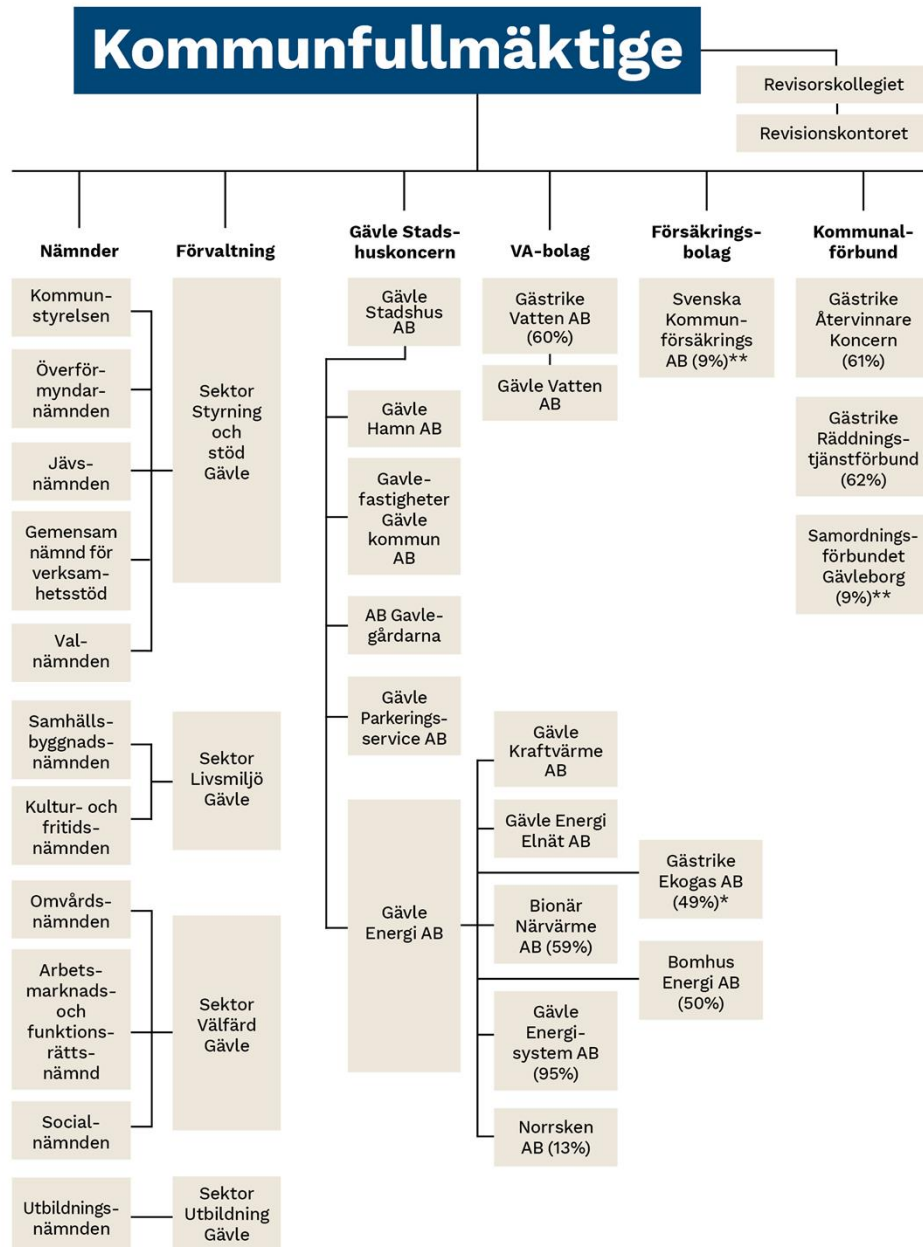 Kommunfullmäktige
Revisorskollegiet
Revisionskontoret
Nämnder
Kommun-
styrelsen
Överför-
myndar-
nämnden
Jävs-
nämnden
Gemensam
nämnd för
verksam-
hetsstöd
Val-
nämnden
Samhälls-
byggnads-
nämnden
Kultur- och
fritids-
nämnden
Omvårds-
nämnden
Arbets-
marknads-
och
funktions-
rätts-
nämnd
Social-
nämnden
Utbildnings-
nämnden
Förvaltning
Sektor
Styrning
och
stöd
Gävle
Sektor
Livsmiljö
Gävle
Sektor
Välfärd
Gävle
Sektor
Utbildning
Gävle
Gävle Stads-
huskoncern
Gävle
Stadshus
AB
Gävle
Hamn AB
Gavle-
fastigheter
Gävle
kommun
AB
AB Gavle-
gårdarna
Gävle
Parkerings-
service AB
Gävle
Energi AB
VA-bolag
Gästrike
Vatten AB
(60%)
Gävle Vatten
AB
Gävle
Kraftvärme
AB
Gävle Energi
Elnät AB
Bionär
Närvärme
AB (59%)
Gävle
Energi-
system AB
(95%)
Norrsken
AB (13%)
Försäkrings-
bolag
Svenska
Kommun-
försäkrings
AB (9%)**
Gästrike
Ekogas AB
(49%)*
Bomhus
Energi AB
(50%)
Kommunal-
förbund
Gästrike
Återvinnare
Koncern
(61%)
Gästrike
Räddnings-
tjänstförbund
(62%)
Samordnings-
förbundet
Gävleborg
(9%)**